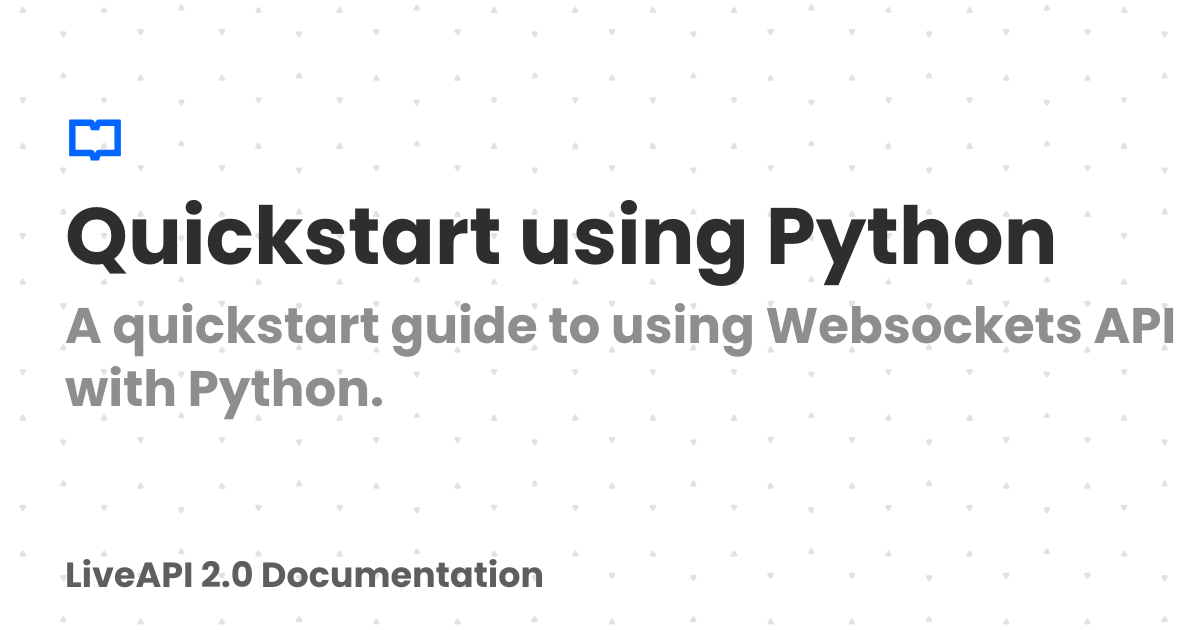 Quickstart using Python
A quickstart guide to using Websockets API
with Python.
LiveAPI 2.0 Documentation